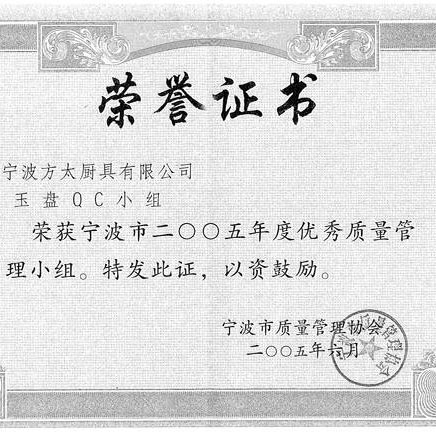 荣誉证书
宁波方太厨具有限公司
玉盘QC小组
荣获宁波市二〇〇五年度优秀质量管
理小组。特发此证，以资鼓励。
宁波市质量管理协会
二〇〇五年六月